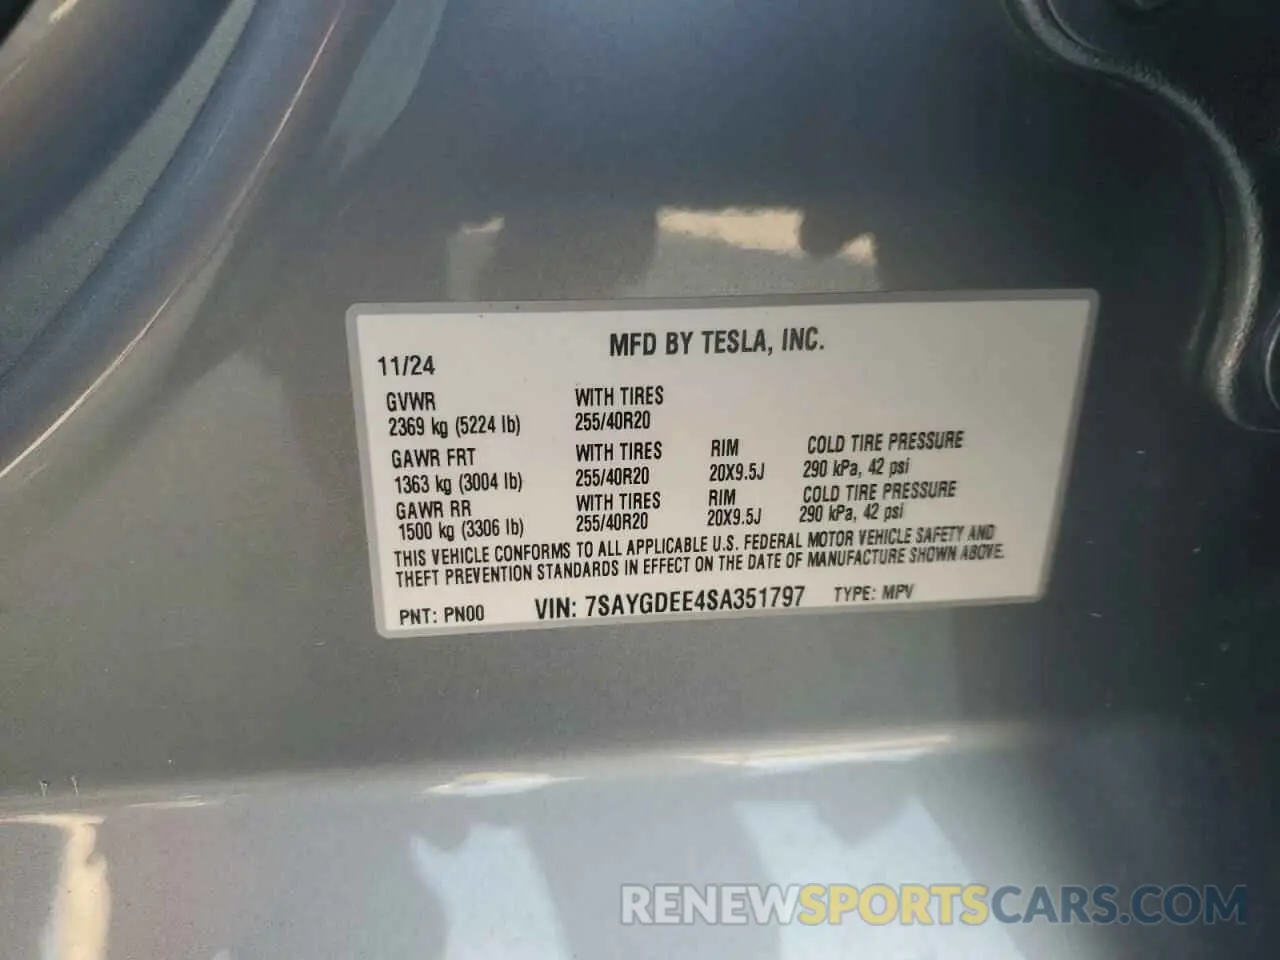 MFD BY TESLA, INC.
11/24
GVWR WITH TIRES
2369 kg (5224 lb) 255/40R20
GAWR FRT WITH TIRES RIM COLD TIRE PRESSURE
1363 kg (3004 lb) 255/40R20 20X9.5J 290 kPa, 42 psi
GAWR RR WITH TIRES RIM COLD TIRE PRESSURE
1500 kg (3306 lb) 255/40R20 20X9.5J 290 kPa, 42 psi
THIS VEHICLE CONFORMS TO ALL APPLICABLE U.S. FEDERAL MOTOR VEHICLE SAFETY AND
THEFT PREVENTION STANDARDS IN EFFECT ON THE DATE OF MANUFACTURE SHOWN ABOVE.
PNT: PN00 VIN: 7SAYGDEE4SA351797 TYPE: MPV
RENEWSPORTSCARS.COM